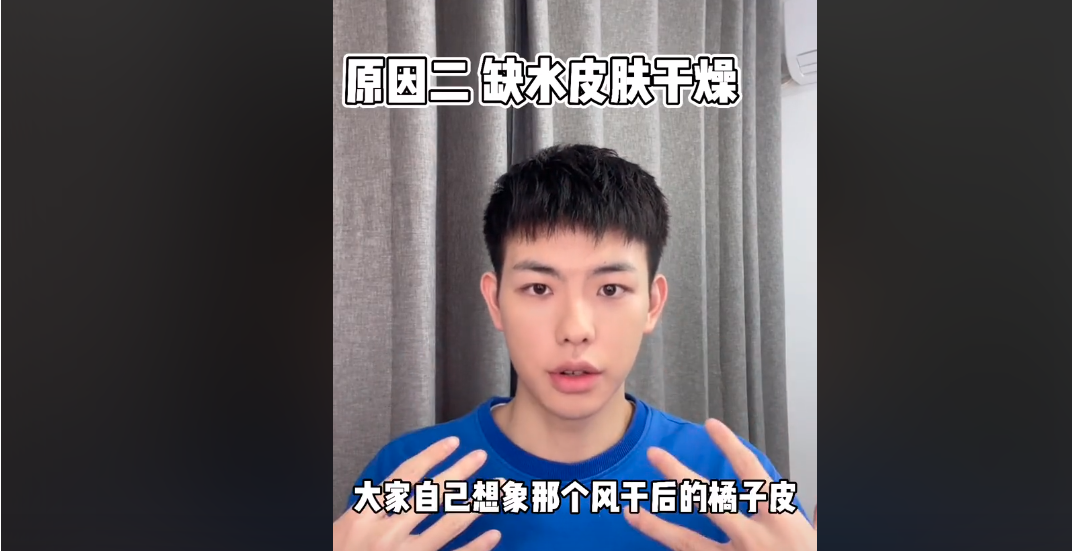 原因二 缺水皮肤干燥
大家自己想象那个风干后的橘子皮